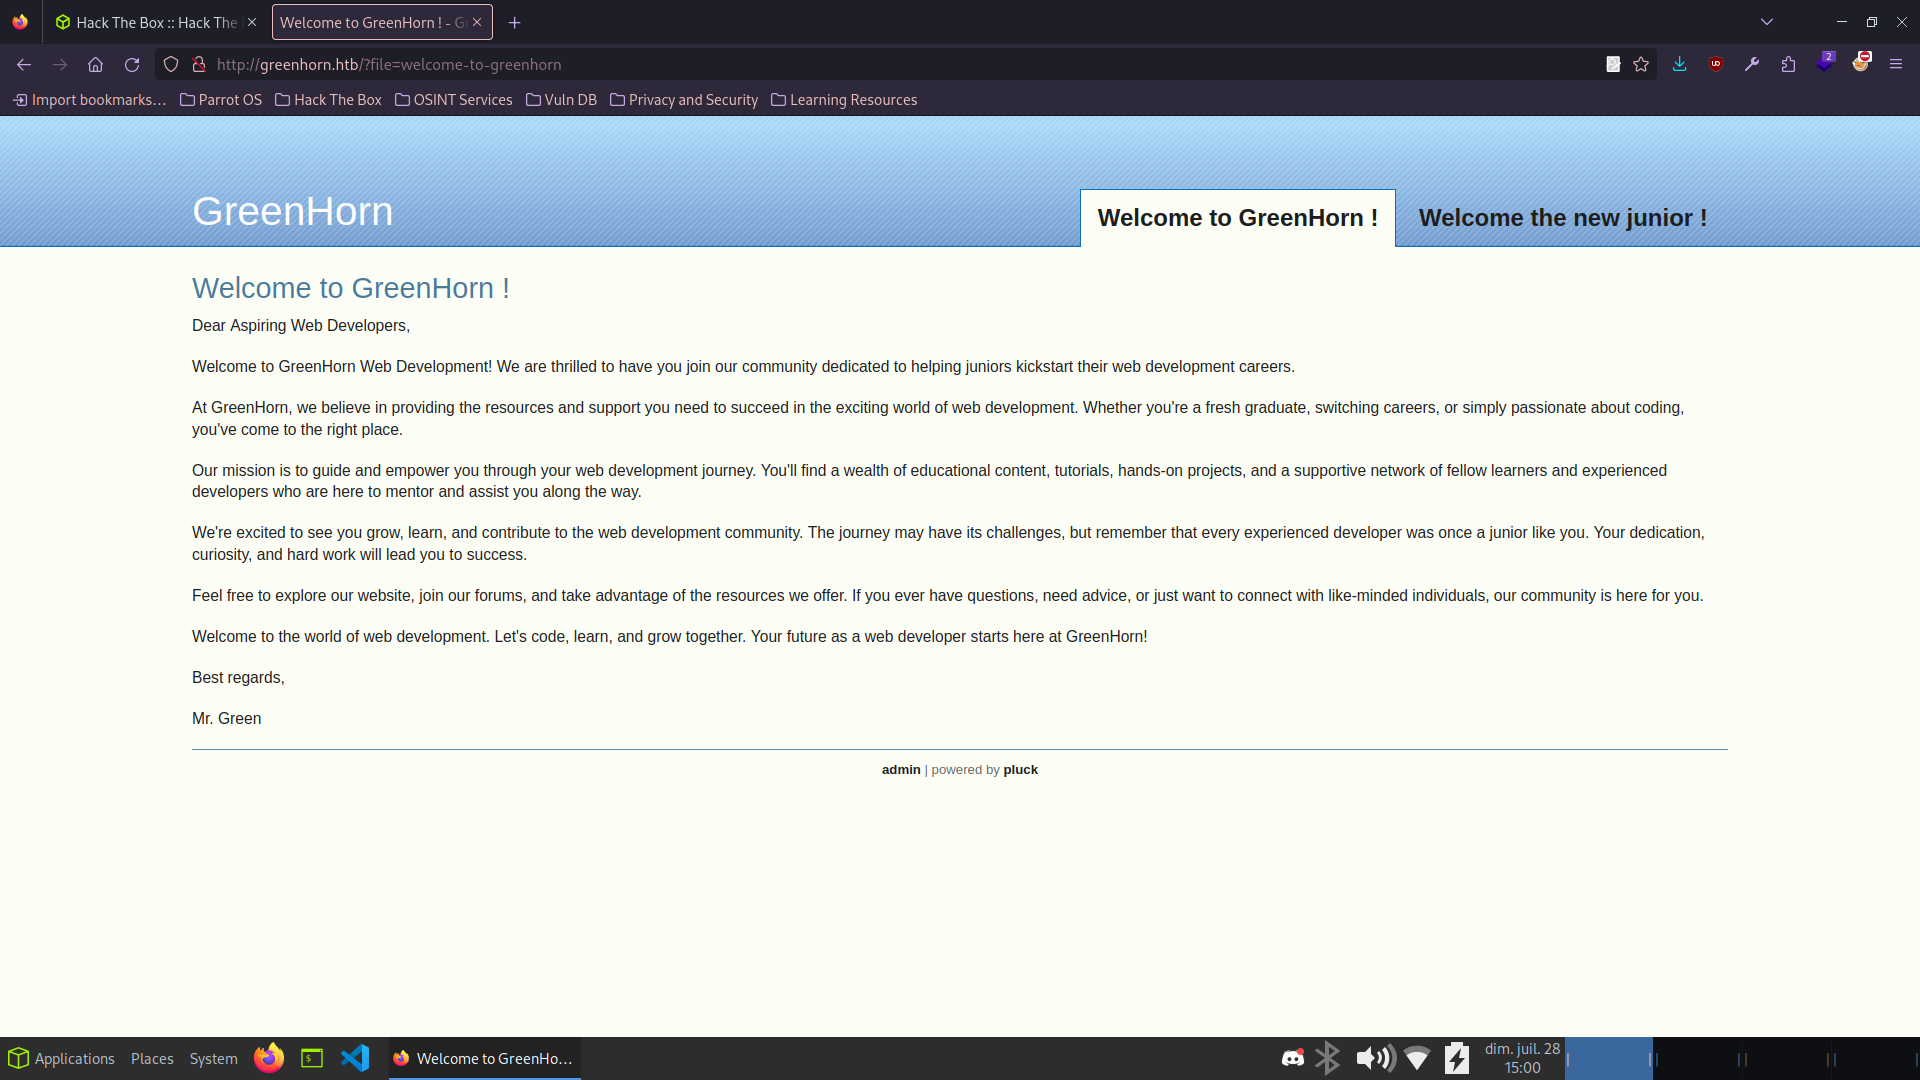 Hack The Box :: Hack The
Welcome to GreenHorn ! - G
http://greenhorn.htb/?file=welcome-to-greenhorn
2
Import bookmarks...
Parrot OS
Hack The Box
OSINT Services
Vuln DB
Privacy and Security
Learning Resources
GreenHorn
Welcome to GreenHorn !
Welcome the new junior !
Welcome to GreenHorn !
Dear Aspiring Web Developers,
Welcome to GreenHorn Web Development! We are thrilled to have you join our community dedicated to helping juniors kickstart their web development careers.
At GreenHorn, we believe in providing the resources and support you need to succeed in the exciting world of web development. Whether you're a fresh graduate, switching careers, or simply passionate about coding,
you've come to the right place.
Our mission is to guide and empower you through your web development journey. You'll find a wealth of educational content, tutorials, hands-on projects, and a supportive network of fellow learners and experienced
developers who are here to mentor and assist you along the way.
We're excited to see you grow, learn, and contribute to the web development community. The journey may have its challenges, but remember that every experienced developer was once a junior like you. Your dedication,
curiosity, and hard work will lead you to success.
Feel free to explore our website, join our forums, and take advantage of the resources we offer. If you ever have questions, need advice, or just want to connect with like-minded individuals, our community is here for you.
Welcome to the world of web development. Let's code, learn, and grow together. Your future as a web developer starts here at GreenHorn!
Best regards,
Mr. Green
admin | powered by pluck
Applications
Places
System
Welcome to GreenHo...
dim. juil. 28
15:00